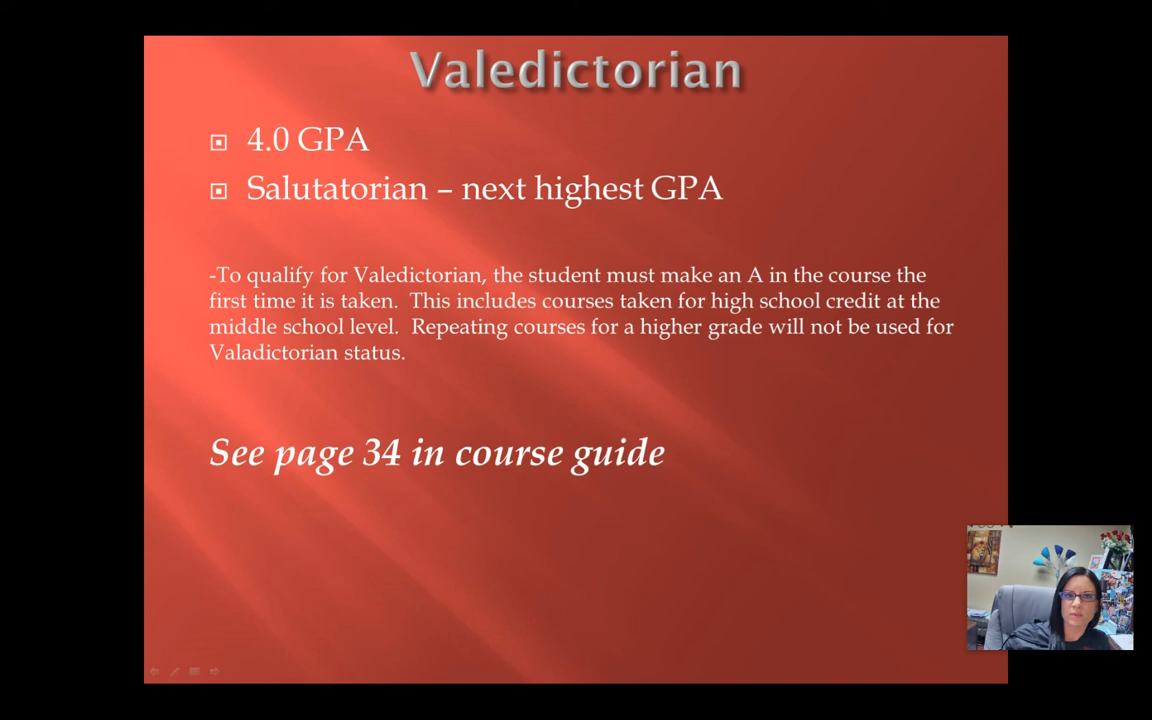 Valedictorian
4.0 GPA
Salutatorian – next highest GPA
-To qualify for Valedictorian, the student must make an A in the course the
first time it is taken.  This includes courses taken for high school credit at the
middle school level.  Repeating courses for a higher grade will not be used for
Valadictorian status.
See page 34 in course guide